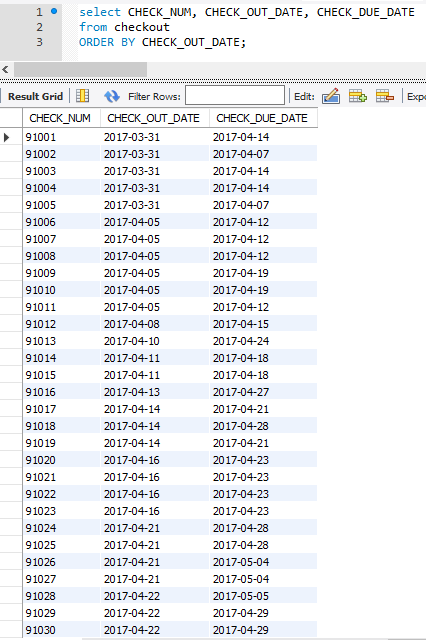 1 select CHECK_NUM, CHECK_OUT_DATE, CHECK_DUE_DATE
2 from checkout
3 ORDER BY CHECK_OUT_DATE;
Result Grid Filter Rows: Edit: Expo
CHECK_NUM CHECK_OUT_DATE CHECK_DUE_DATE
91001 2017-03-31 2017-04-14
91002 2017-03-31 2017-04-07
91003 2017-03-31 2017-04-14
91004 2017-03-31 2017-04-14
91005 2017-03-31 2017-04-07
91006 2017-04-05 2017-04-12
91007 2017-04-05 2017-04-12
91008 2017-04-05 2017-04-12
91009 2017-04-05 2017-04-19
91010 2017-04-05 2017-04-19
91011 2017-04-05 2017-04-12
91012 2017-04-08 2017-04-15
91013 2017-04-10 2017-04-24
91014 2017-04-11 2017-04-18
91015 2017-04-11 2017-04-18
91016 2017-04-13 2017-04-27
91017 2017-04-14 2017-04-21
91018 2017-04-14 2017-04-28
91019 2017-04-14 2017-04-21
91020 2017-04-16 2017-04-23
91021 2017-04-16 2017-04-23
91022 2017-04-16 2017-04-23
91023 2017-04-16 2017-04-23
91024 2017-04-21 2017-04-28
91025 2017-04-21 2017-04-28
91026 2017-04-21 2017-05-04
91027 2017-04-21 2017-05-04
91028 2017-04-22 2017-05-05
91029 2017-04-22 2017-04-29
91030 2017-04-22 2017-04-29